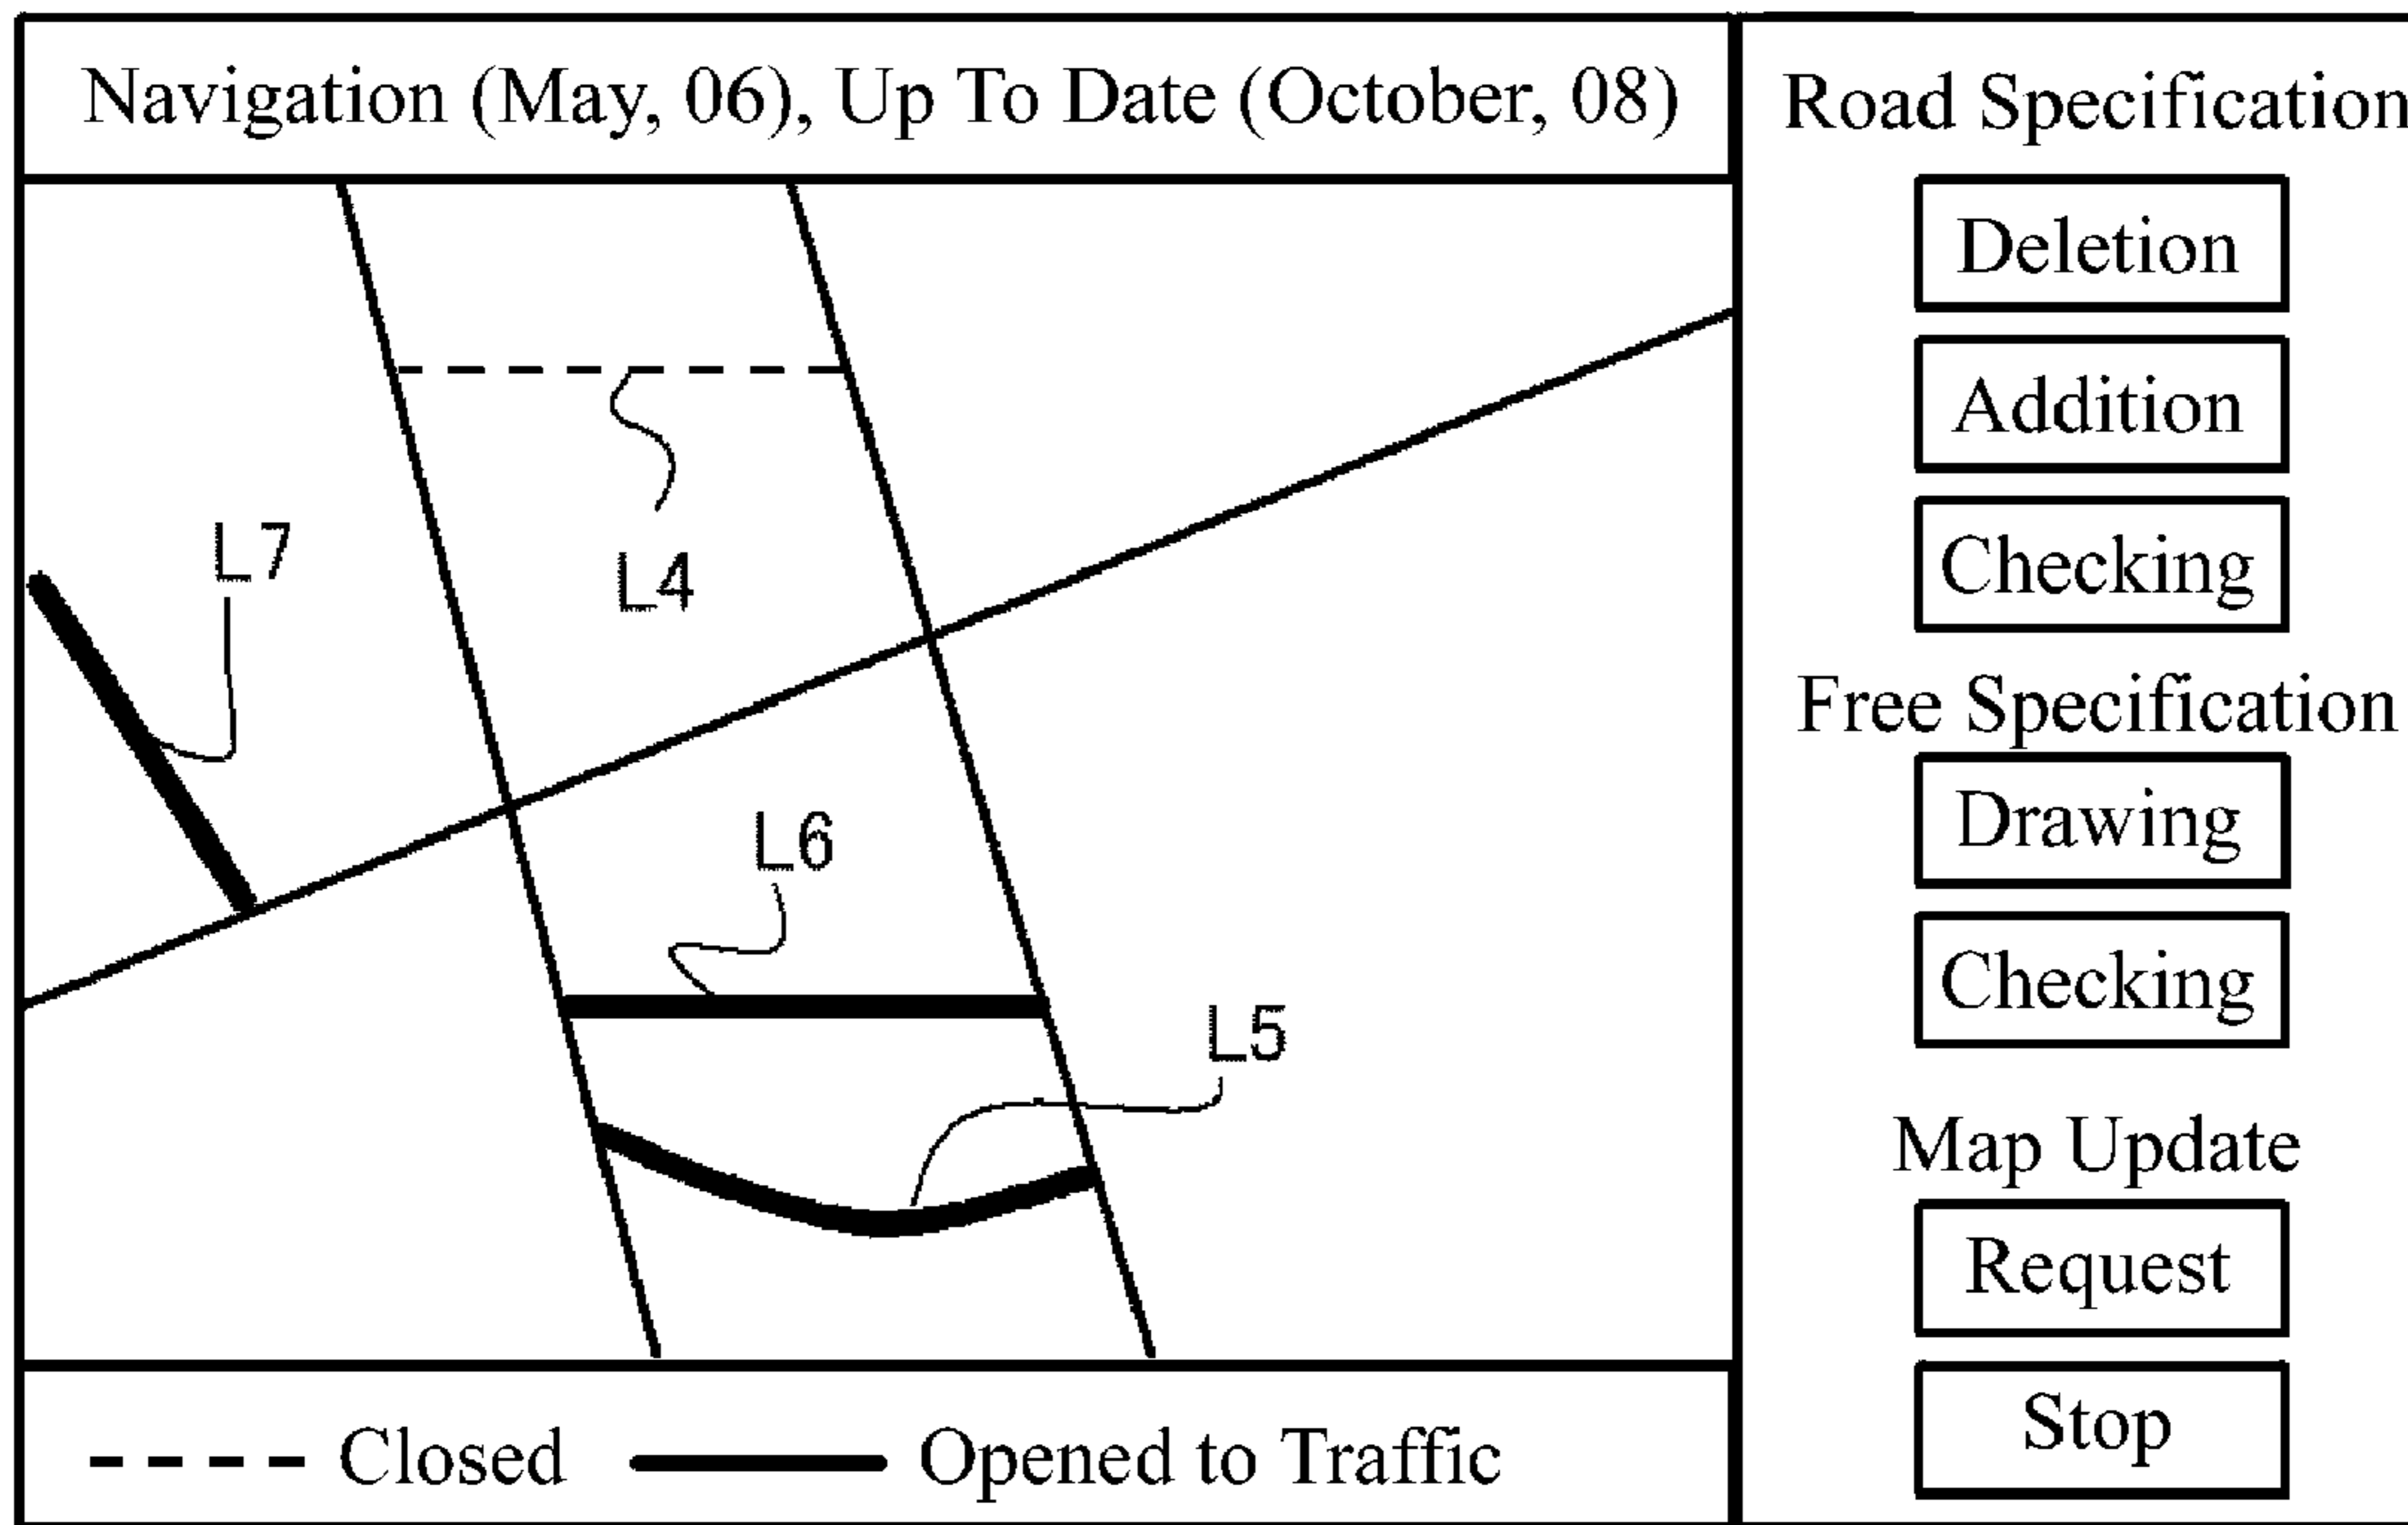 Navigation (May, 06), Up To Date (October, 08)
L7
L4
L6
L5
Closed
Opened to Traffic
Road Specification
Deletion
Addition
Checking
Free Specification
Drawing
Checking
Map Update
Request
Stop